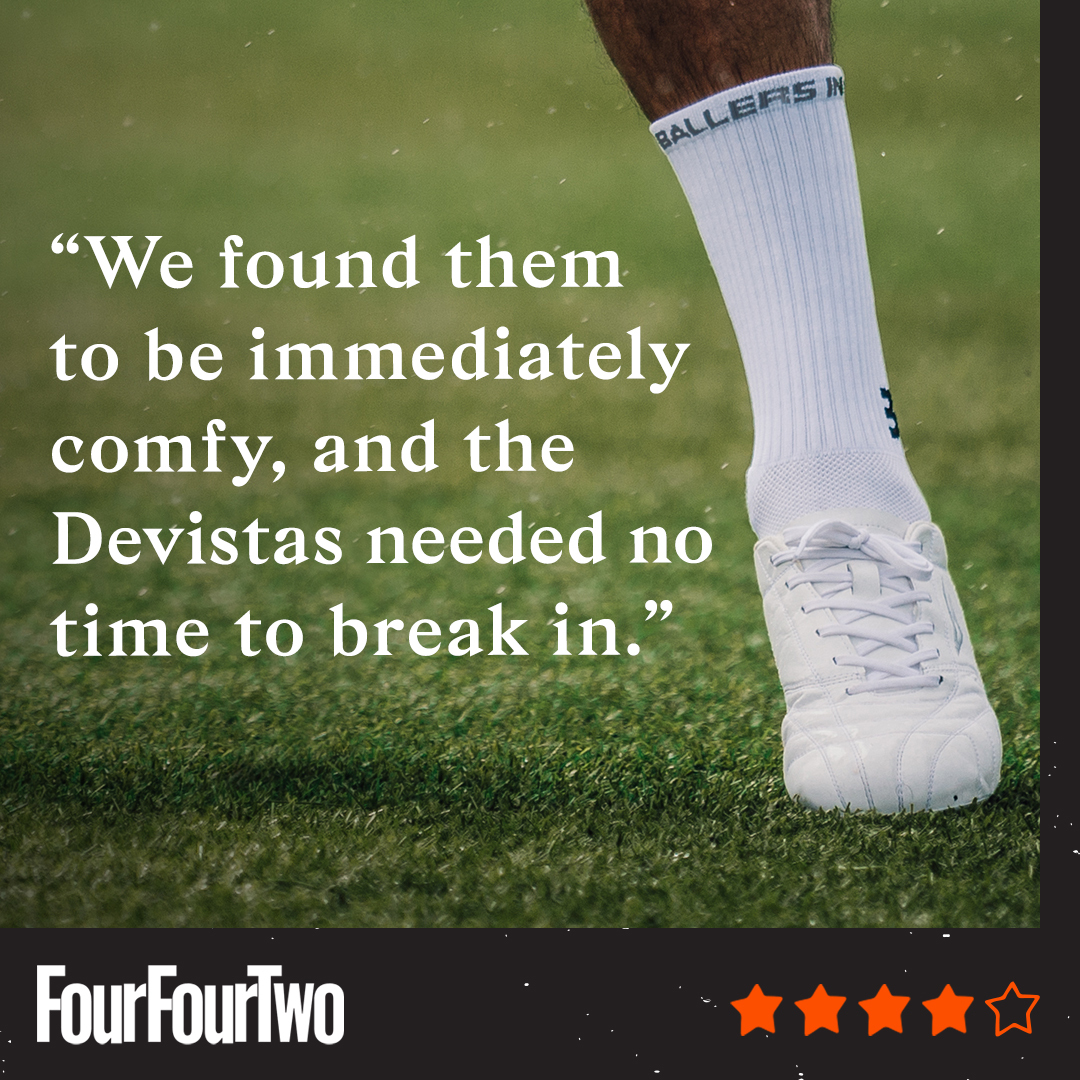 BALLERS IN
3
“We found them
to be immediately
comfy, and the
Devistas needed no
time to break in.”
FourFourTwo